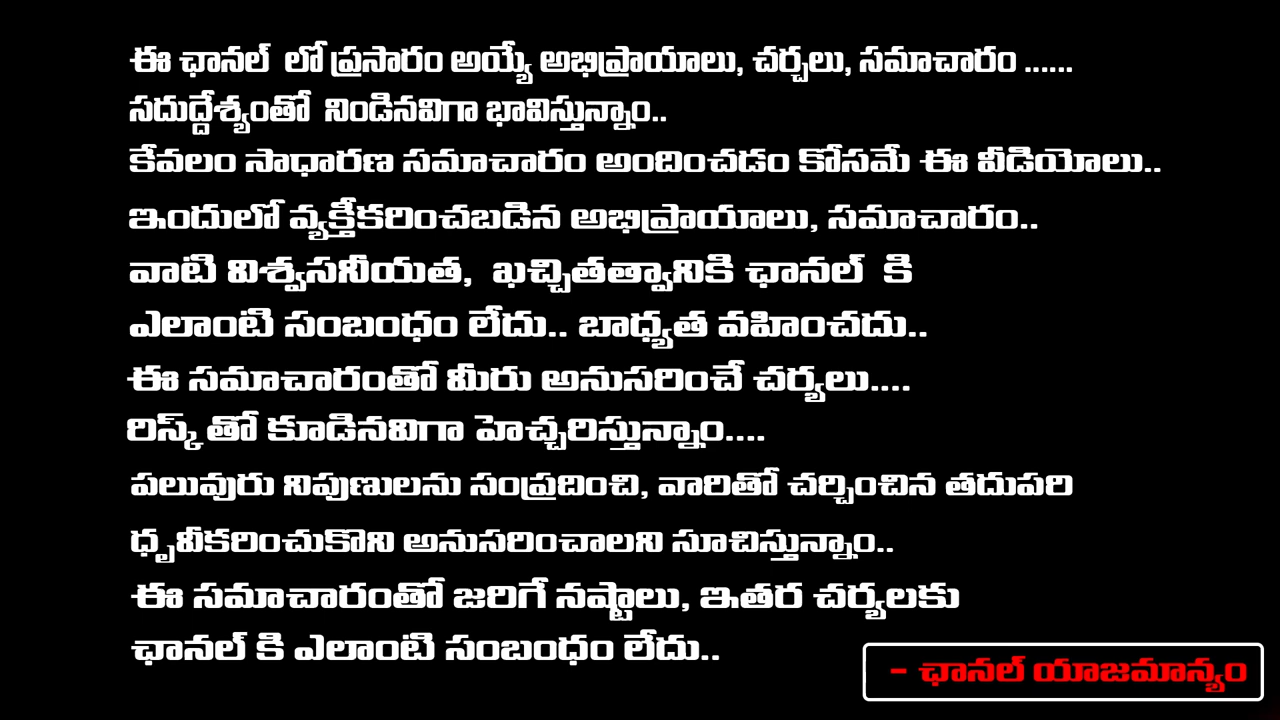 ఈ ఛానల్ లో ప్రసారం అయ్యే అభిప్రాయాలు, చర్చలు, సమాచారం ......
సదుద్దేశ్యంతో నిండినవిగా భావిస్తున్నాం..
కేవలం సాధారణ సమాచారం అందించడం కోసమే ఈ వీడియోలు..
ఇందులో వ్యక్తీకరించబడిన అభిప్రాయాలు, సమాచారం..
వాటి విశ్వసనీయత, ఖచ్చితత్వానికి ఛానల్ కి
ఎలాంటి సంబంధం లేదు.. బాధ్యత వహించదు..
ఈ సమాచారంతో మీరు అనుసరించే చర్యలు....
రిస్క్ తో కూడినవిగా హెచ్చరిస్తున్నాం....
పలువురు నిపుణులను సంప్రదించి, వారితో చర్చించిన తదుపరి
ధృవీకరించుకొని అనుసరించాలని సూచిస్తున్నాం..
ఈ సమాచారంతో జరిగే నష్టాలు, ఇతర చర్యలకు
ఛానల్ కి ఎలాంటి సంబంధం లేదు..
- ఛానల్ యాజమాన్యం